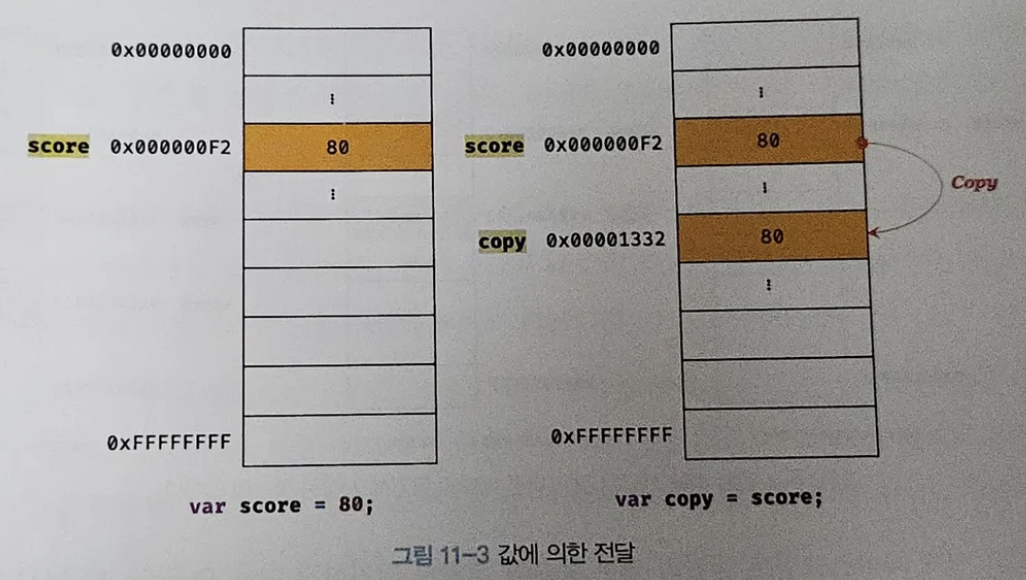 0x00000000
⋮
score 0x000000F2 80
⋮
0xFFFFFFFF
var score = 80;
0x00000000
⋮
score 0x000000F2 80
⋮
Copy
copy 0x00001332 80
⋮
0xFFFFFFFF
var copy = score;
그림 11-3 값에 의한 전달